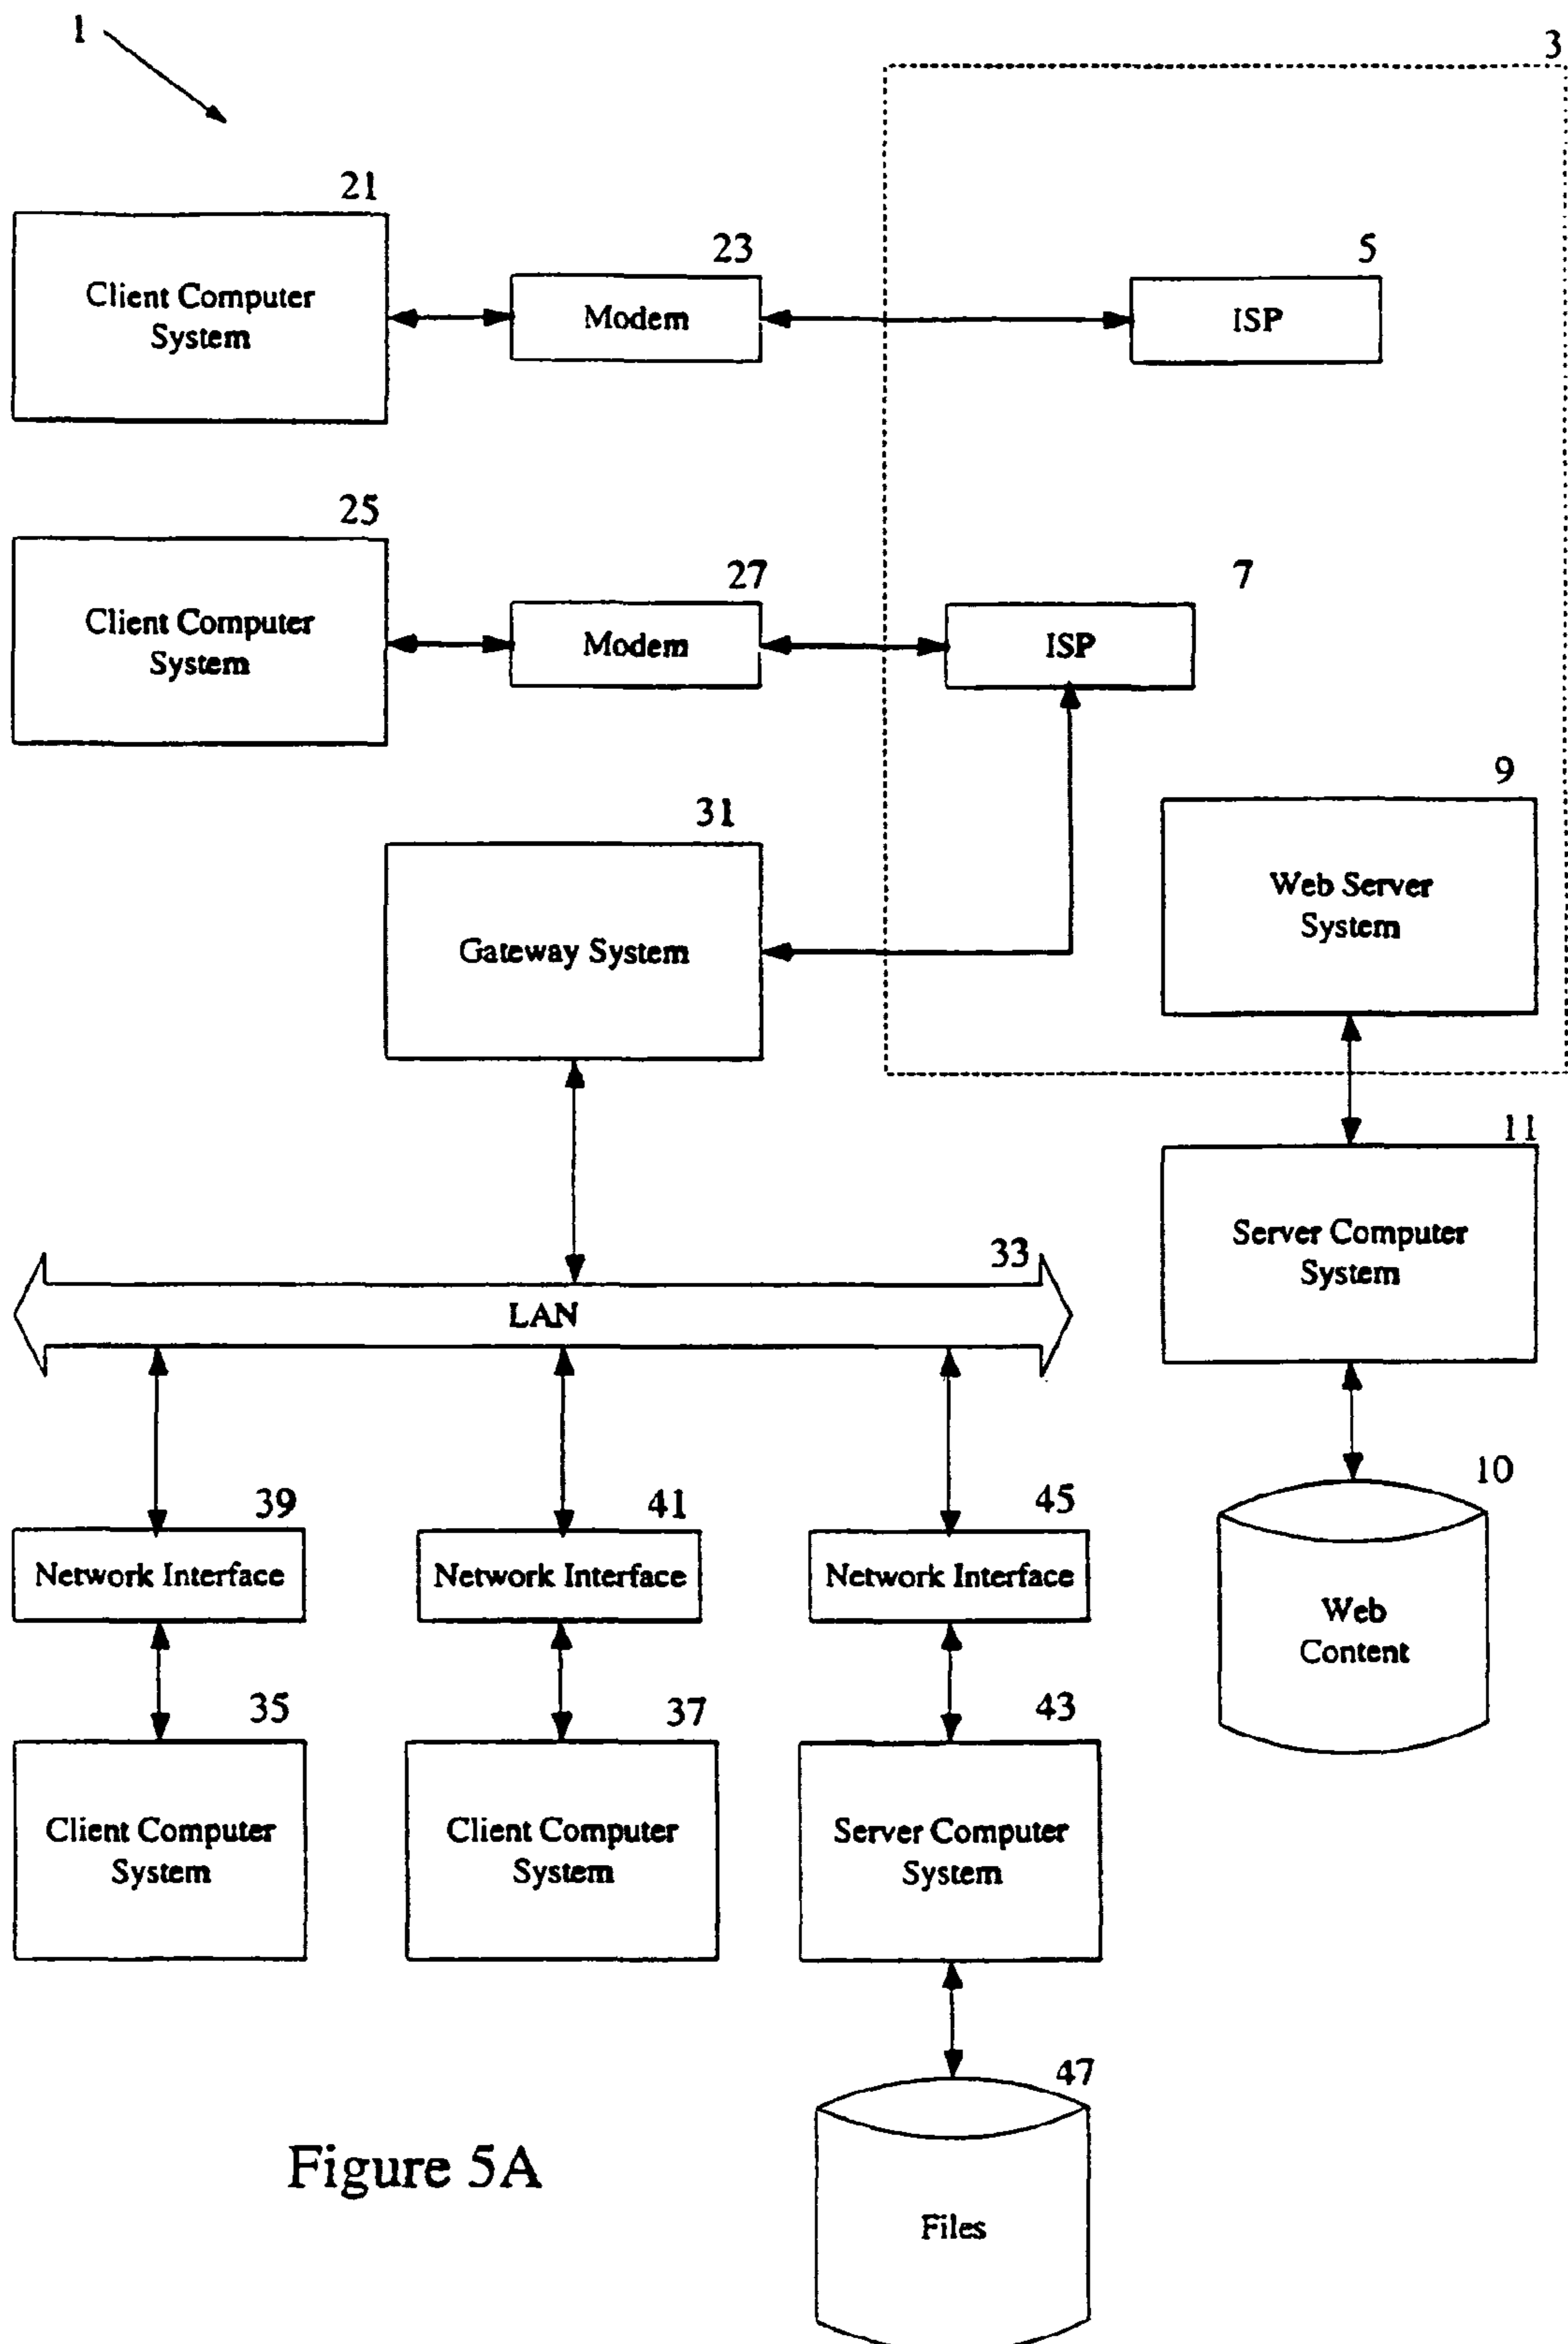 1
3
21
Client Computer
System
23
Modem
5
ISP
25
Client Computer
System
27
Modem
7
ISP
9
Web Server
System
31
Gateway System
11
Server Computer
System
33
LAN
10
Web
Content
39
Network Interface
41
Network Interface
45
Network Interface
35
Client Computer
System
37
Client Computer
System
43
Server Computer
System
47
Files
Figure 5A